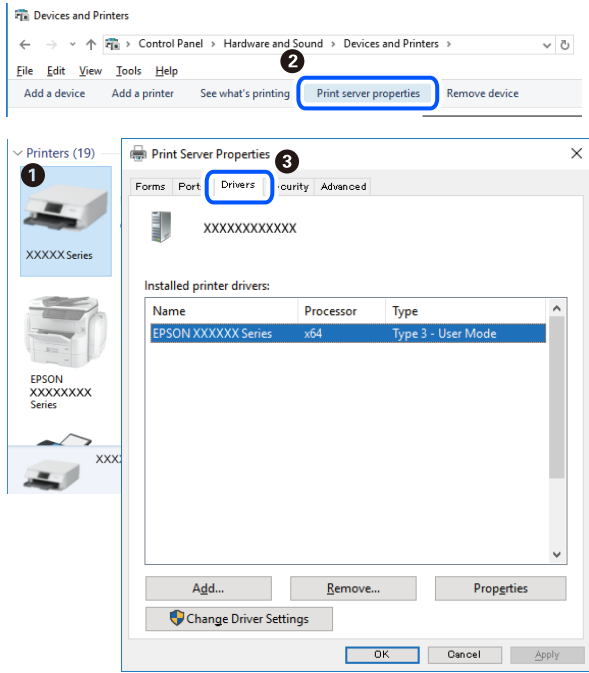 Devices and Printers
Control Panel > Hardware and Sound > Devices and Printers >
2
File Edit View Tools Help
Add a device Add a printer See what's printing Print server properties Remove device
Printers (19)
1
XXXXX Series
EPSON
XXXXXXXX
Series
XXX
Print Server Properties
3
Forms Port Drivers curity Advanced
XXXXXXXXXXXX
Installed printer drivers:
Name Processor Type
EPSON XXXXXX Series x64 Type 3 - User Mode
Add... Remove... Properties
Change Driver Settings
OK Cancel Apply